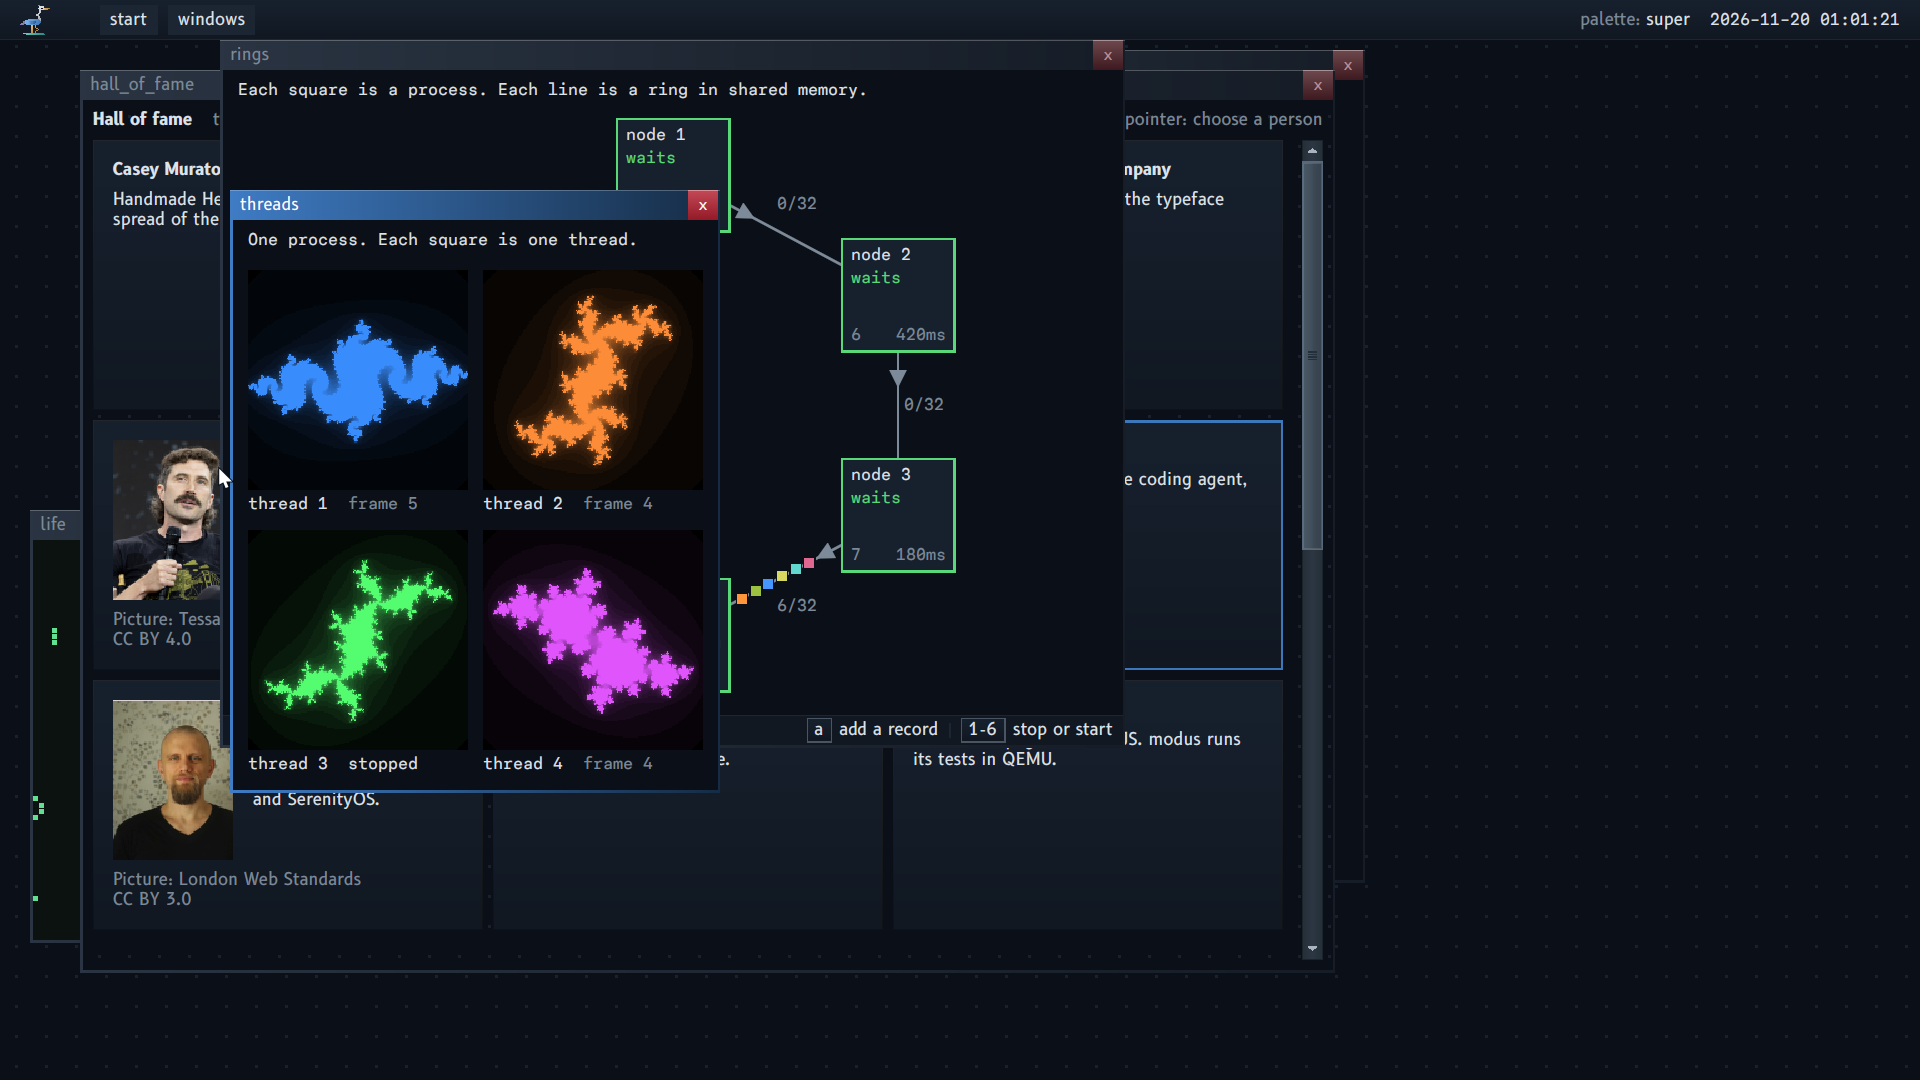 start windows palette: super 2026-11-20 01:01:21
rings x
x
hall_of_fame x
Each square is a process. Each line is a ring in shared memory.
Hall of fame pointer: choose a person
node 1
waits
Casey
Handmade
spread of the
the typeface
threads x
One process. Each square is one thread.
0/32
node 2
waits
6 420ms
0/32
thread 1 frame 5 thread 2 frame 4
node 3
waits
7 180ms
e coding agent,
life
6/32
Picture: Tessa
CC BY 4.0
a add a record 1-6 stop or start
thread 3 stopped thread 4 frame 4
JS. modus runs
its tests in QEMU.
and SerenityOS.
Picture: London Web Standards
CC BY 3.0